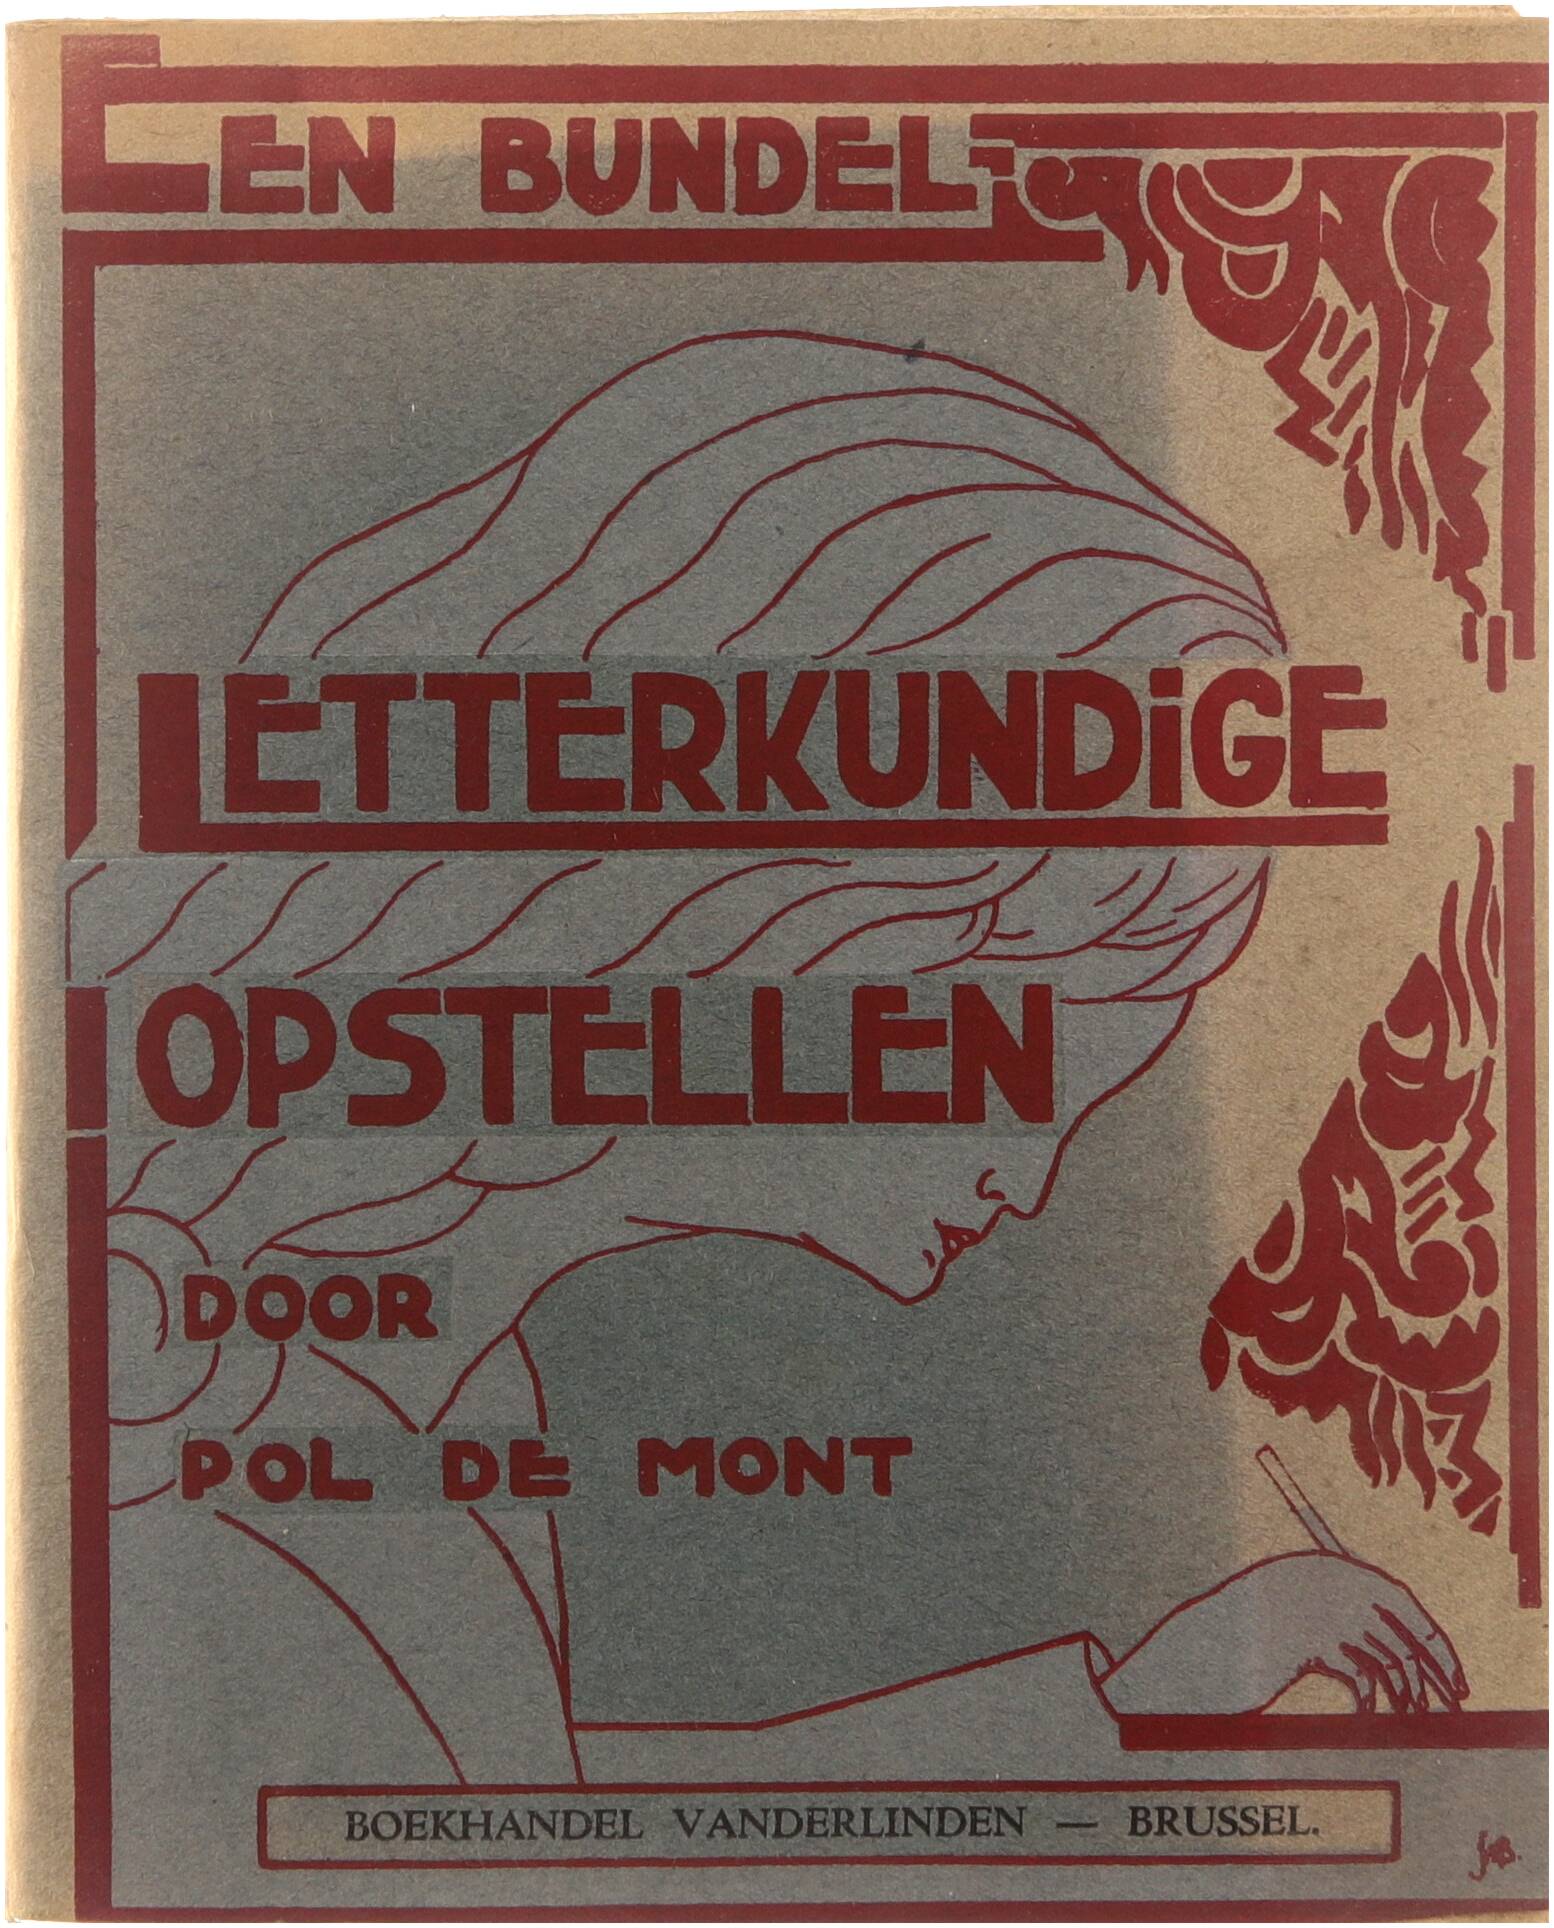 EEN BUNDEL
LETTERKUNDiGE
OPSTELLEN
DOOR
POL DE MONT
BOEKHANDEL VANDERLINDEN — BRUSSEL.